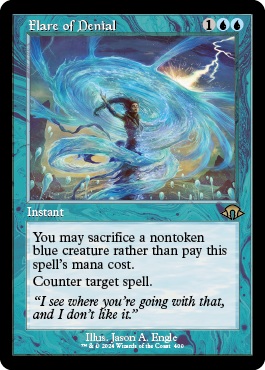 Flare of Denial 1
Instant
You may sacrifice a nontoken
blue creature rather than pay this
spell's mana cost.
Counter target spell.
“I see where you're going with that,
and I don't like it.”
Illus. Jason A. Engle
™ & © 2024 Wizards of the Coast 400